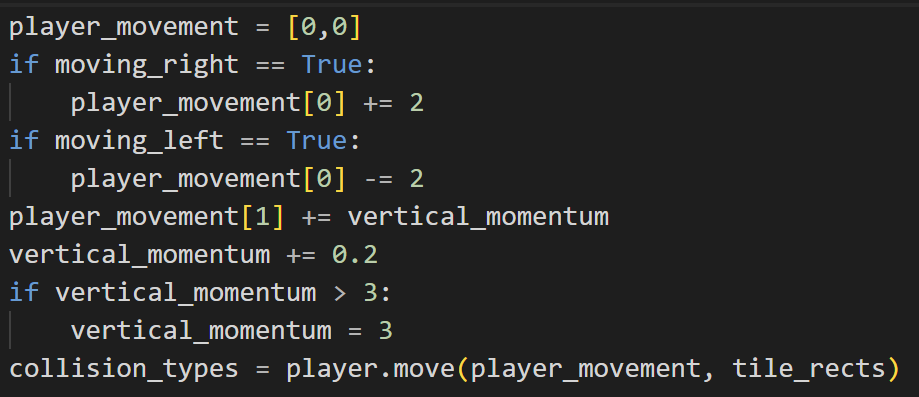 player_movement = [0,0]
if moving_right == True:
    player_movement[0] += 2
if moving_left == True:
    player_movement[0] -= 2
player_movement[1] += vertical_momentum
vertical_momentum += 0.2
if vertical_momentum > 3:
    vertical_momentum = 3
collision_types = player.move(player_movement, tile_rects)